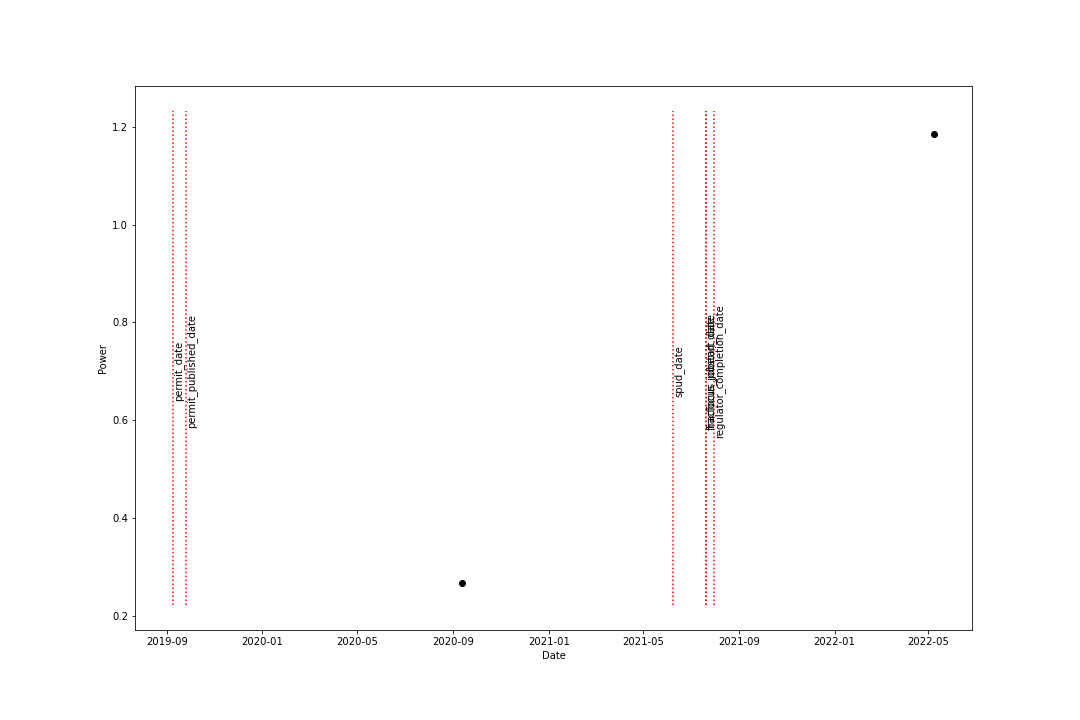 1.2
1.0
0.8
0.6
0.4
0.2
Power
permit_date
permit_published_date
spud_date
regulator_completion_date
2019-09
2020-01
2020-05
2020-09
2021-01
2021-05
2021-09
2022-01
2022-05
Date